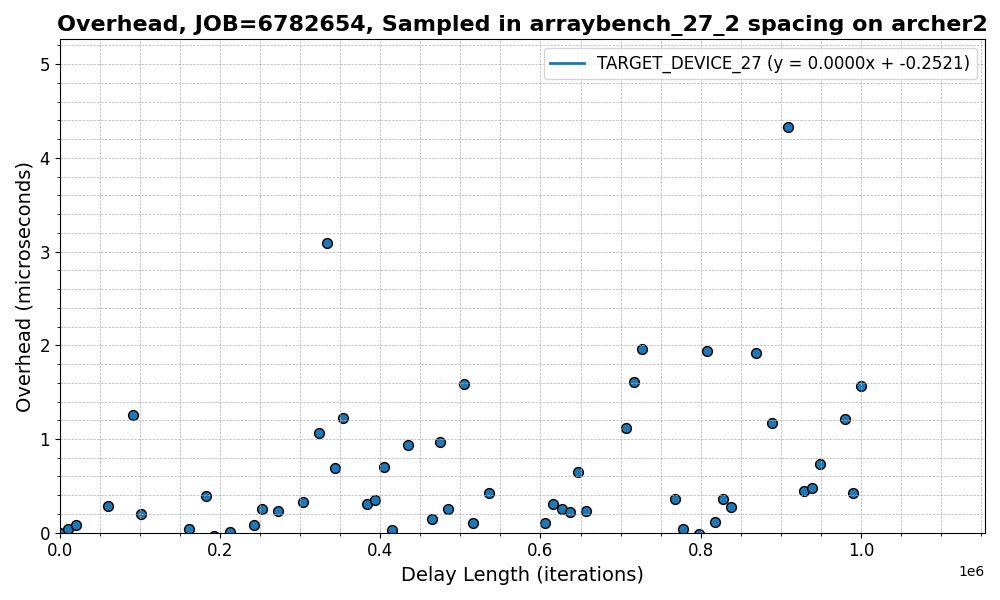 Overhead, JOB=6782654, Sampled in arraybench_27_2 spacing on archer2
TARGET_DEVICE_27 (y = 0.0000x + -0.2521)
Overhead (microseconds)
5
4
3
2
1
0
0.0 0.2 0.4 0.6 0.8 1.0
1e6
Delay Length (iterations)